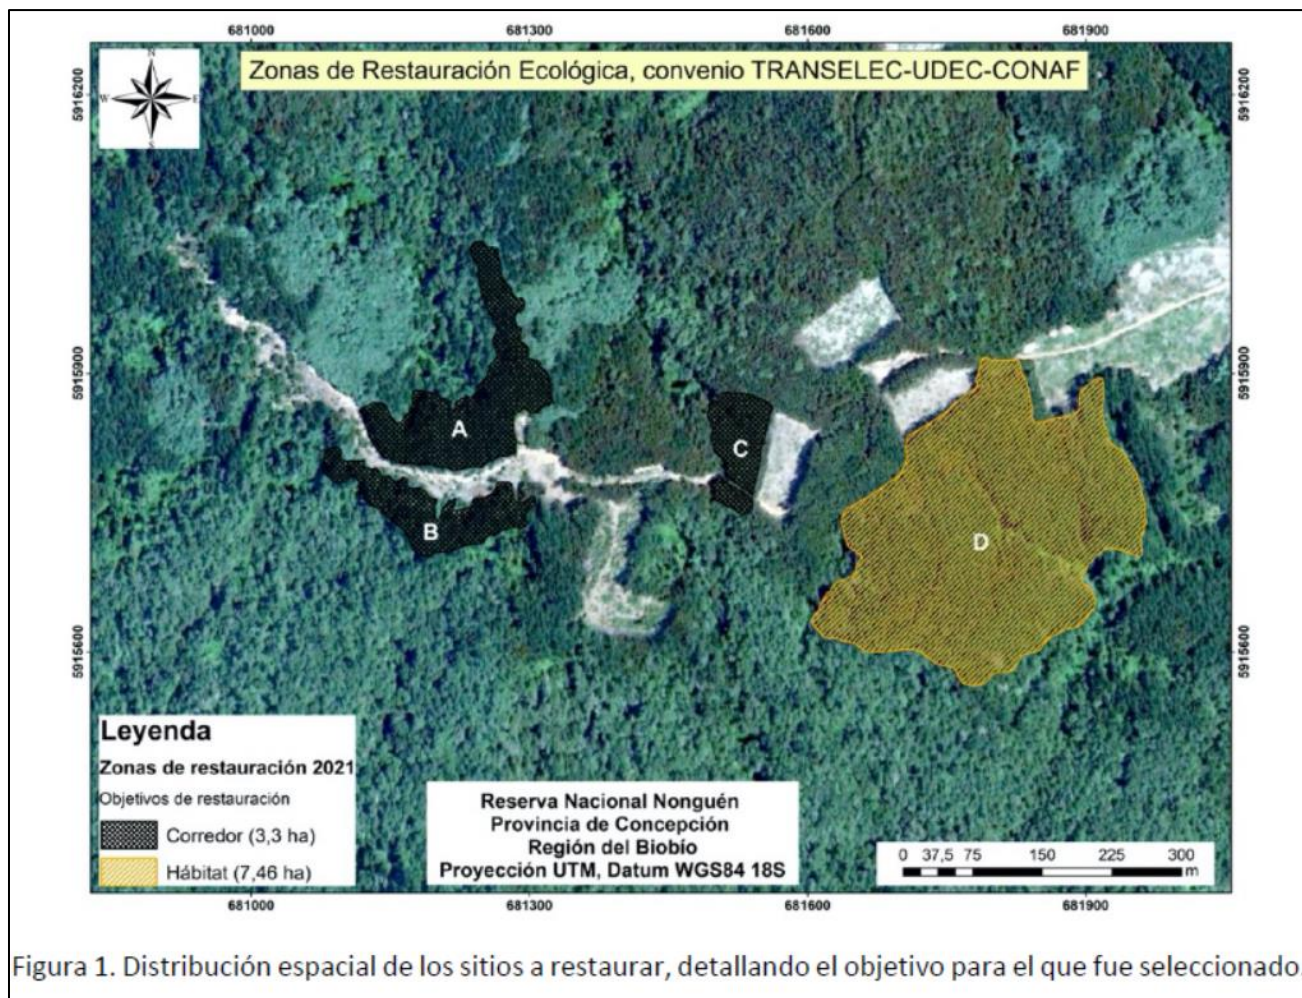 681000 681300 681600 681900
N
W E
S
Zonas de Restauración Ecológica, convenio TRANSELEC-UDEC-CONAF
5916200 5916200
5915900 5915900
A
C
B
D
5915600 5915600
Leyenda
Zonas de restauración 2021
Objetivos de restauración
Corredor (3,3 ha)
Hábitat (7,46 ha)
Reserva Nacional Nonguén
Provincia de Concepción
Región del Biobío
Proyección UTM, Datum WGS84 18S
0 37,5 75 150 225 300
m
681000 681300 681600 681900
Figura 1. Distribución espacial de los sitios a restaurar, detallando el objetivo para el que fue seleccionado.